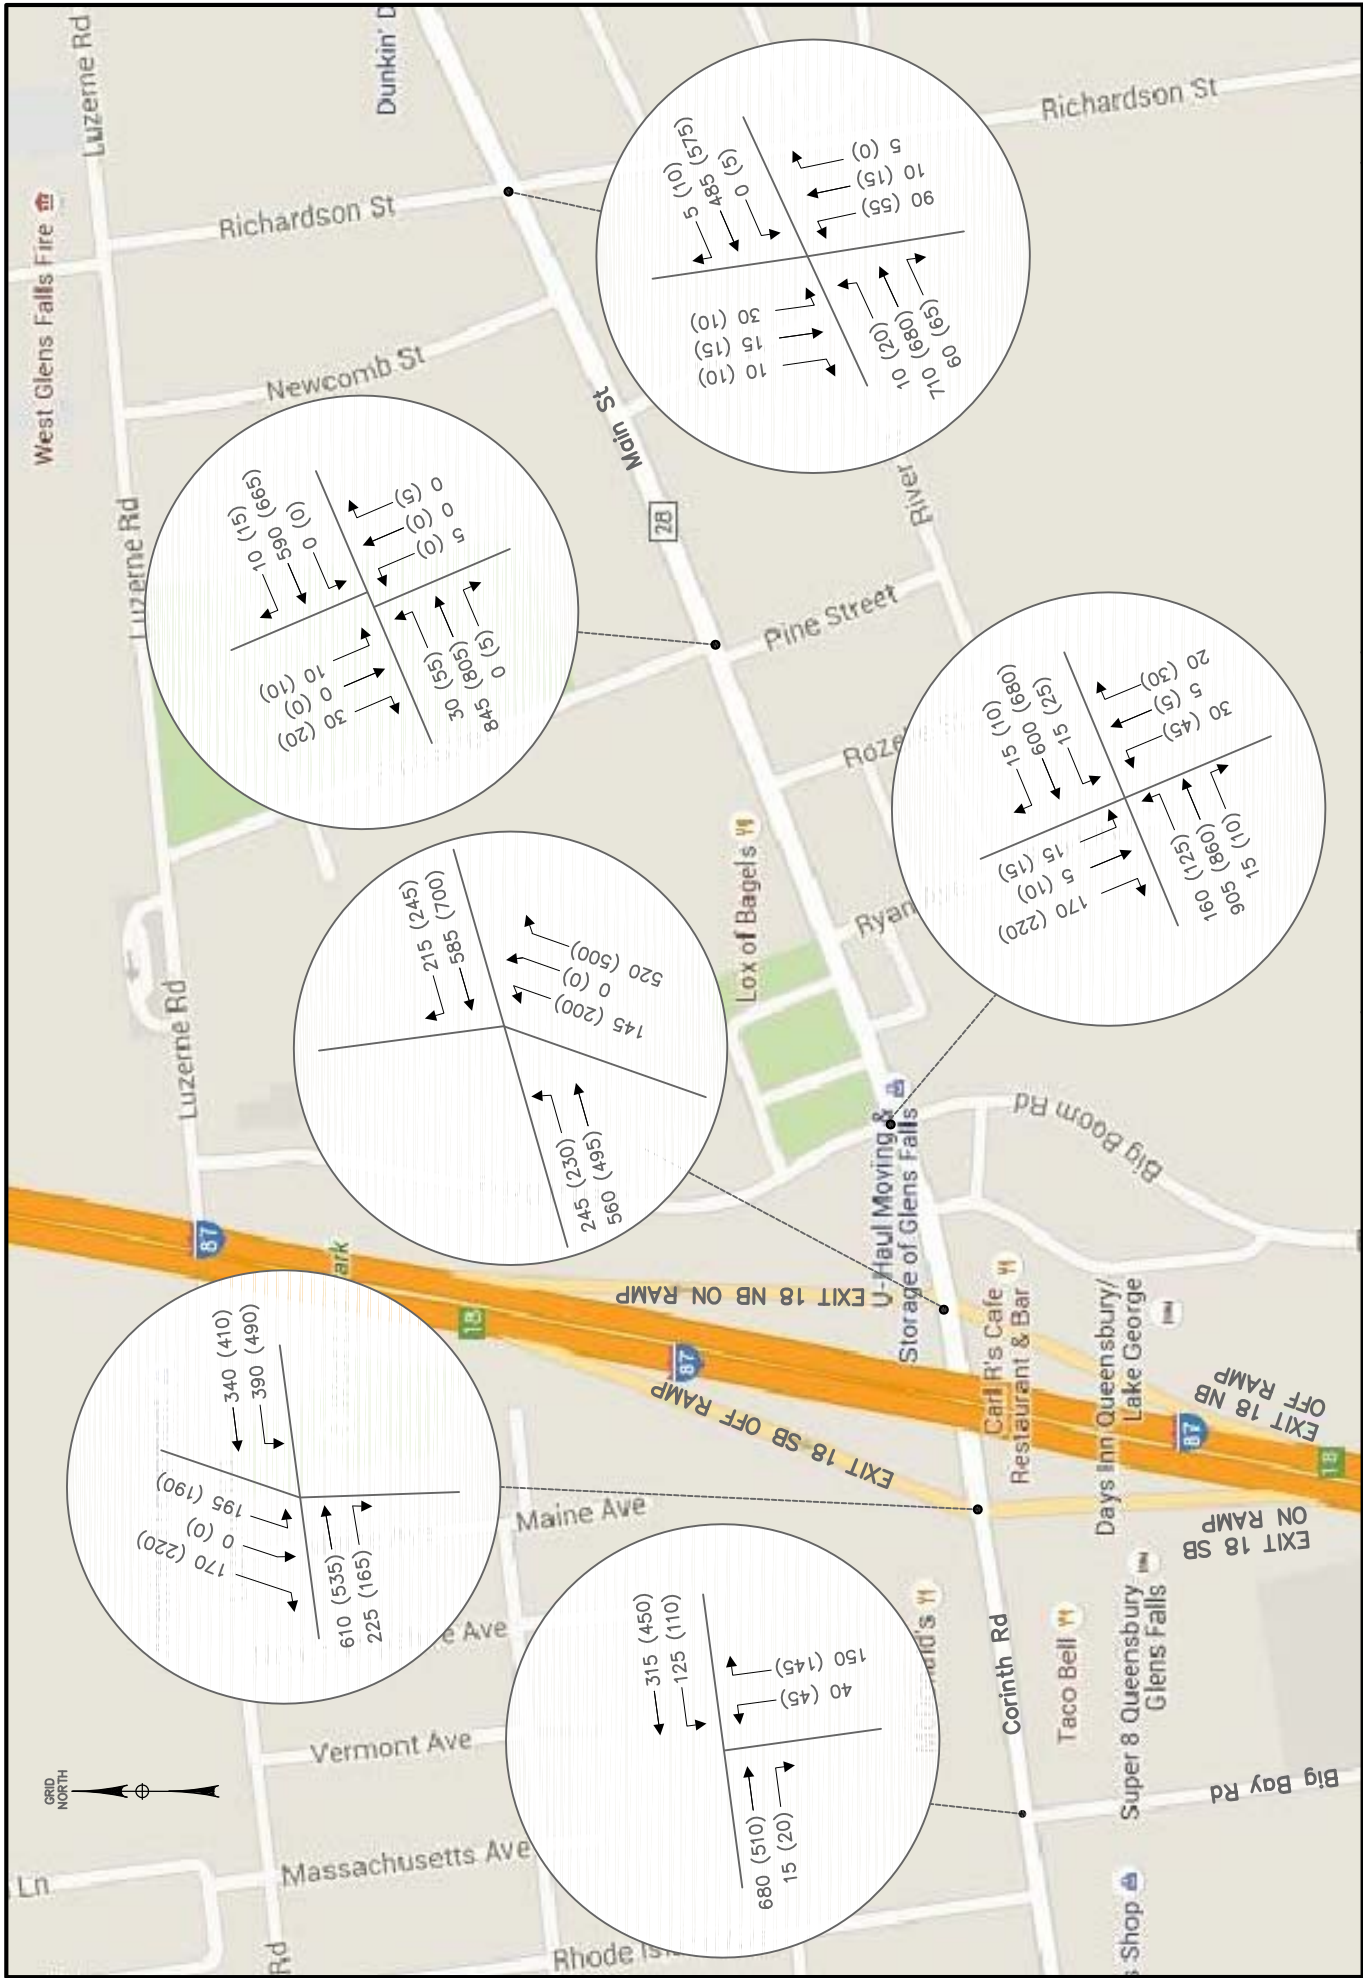 Luzerne Rd
Dunkin' D
Richardson St
Richardson St
West Glens Falls Fire
Newcomb St
Main St
28
River
Luzerne Rd
Pine Street
Luzerne Rd
Lox of Bagels
Ryan
U-Haul Moving &
Storage of Glens Falls
Big Boom Rd
87
ark
18
EXIT 18 NB ON RAMP
87
EXIT 18 SB OFF RAMP
Carl R's Cafe
Restaurant & Bar
Days Inn Queensbury/
Lake George
87
EXIT 18 NB
OFF RAMP
18
EXIT 18 SB
ON RAMP
Maine Ave
e Ave
Vermont Ave
Massachusetts Ave
Ln
Rd
Corinth Rd
Taco Bell
Super 8 Queensbury
Glens Falls
Big Bay Rd
s Shop
GRID
NORTH
5 (10)
485 (575)
0 (5)
5 (0)
10 (15)
90 (55)
30 (10)
15 (15)
10 (10)
10 (20)
710 (680)
60 (65)
10 (15)
590 (665)
0 (0)
0 (5)
0 (0)
5 (0)
10 (10)
0 (0)
30 (20)
30 (55)
845 (805)
0 (5)
15 (10)
600 (680)
15 (25)
20 (30)
5 (5)
30 (45)
15 (15)
5 (10)
170 (220)
160 (125)
905 (860)
15 (10)
215 (245)
585 (700)
520 (500)
0 (0)
145 (200)
245 (230)
560 (495)
340 (410)
390 (490)
195 (190)
0 (0)
170 (220)
610 (535)
225 (165)
315 (450)
125 (110)
150 (145)
40 (45)
680 (510)
15 (20)